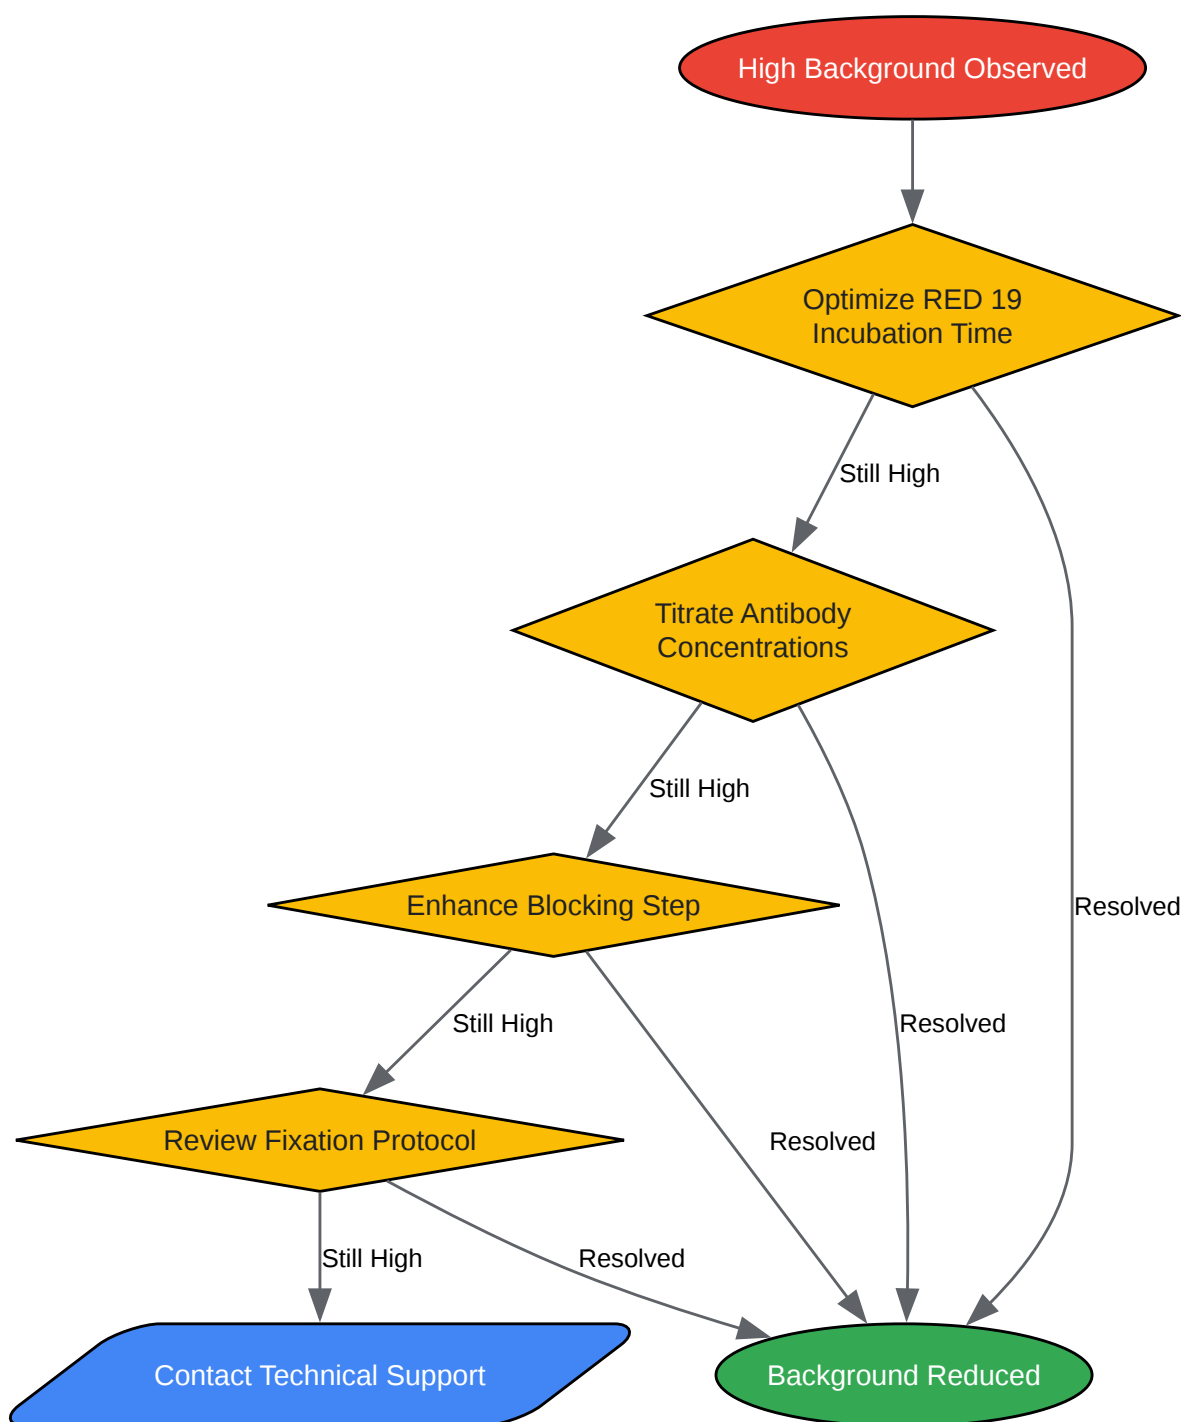 High Background Observed
Optimize RED 19
Incubation Time
Still High
Titrate Antibody
Concentrations
Still High
Enhance Blocking Step
Resolved
Still High
Resolved
Review Fixation Protocol
Resolved
Still High
Resolved
Contact Technical Support
Background Reduced